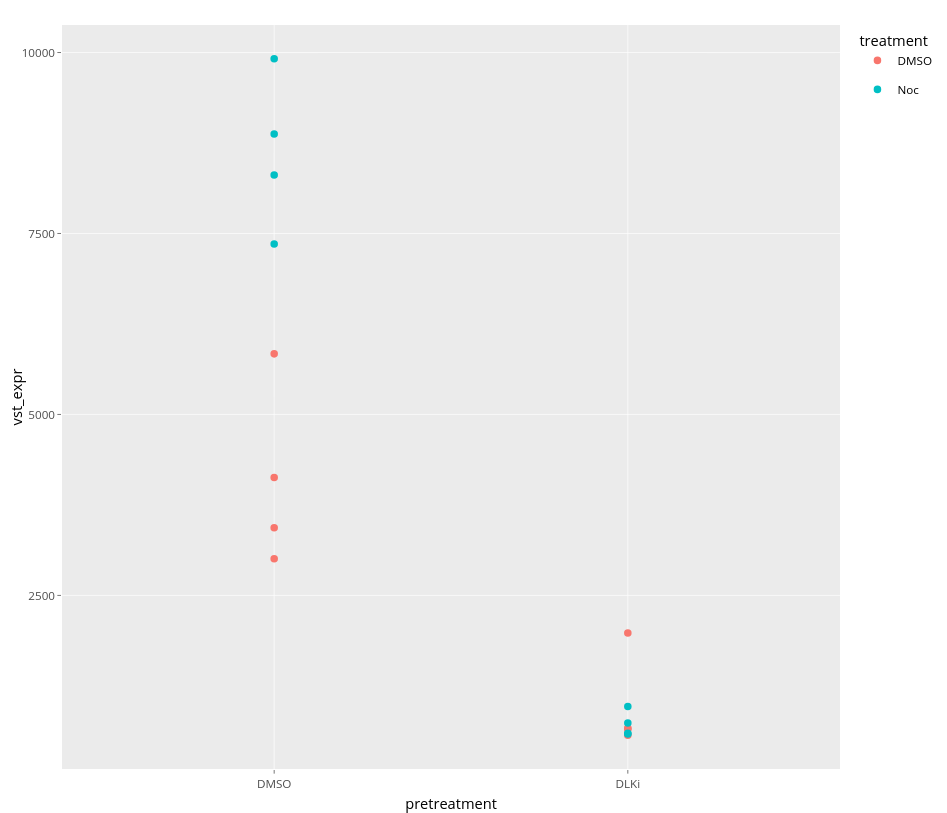 treatment
DMSO
Noc
10000
7500
5000
2500
vst_expr
DMSO
DLKi
pretreatment